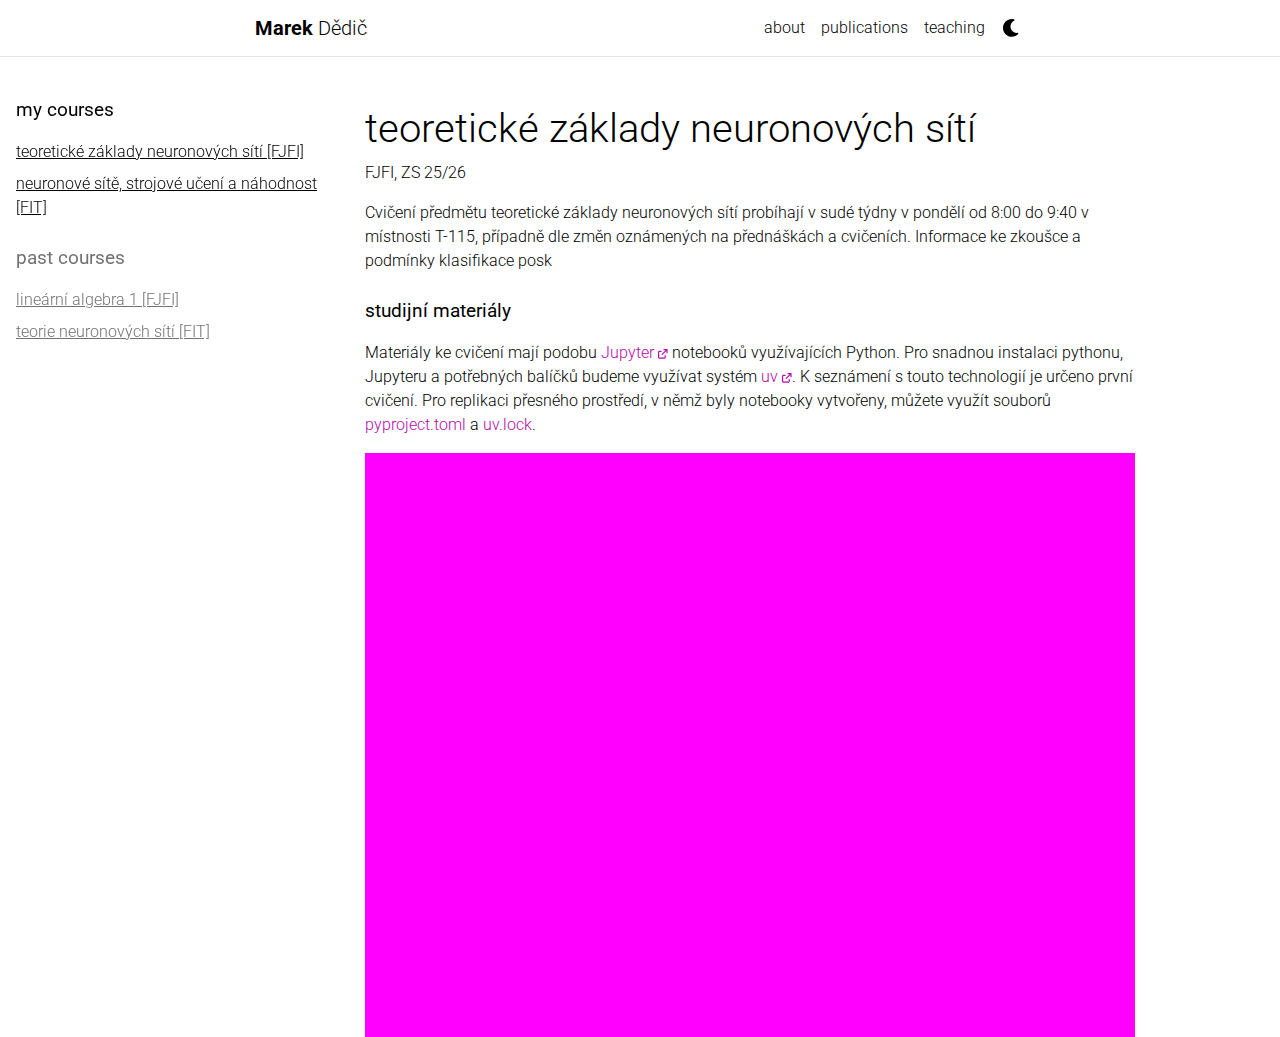 Marek Dědič
about
publications
teaching
my courses
teoretické základy neuronových sítí [FJFI]
neuronové sítě, strojové učení a náhodnost
[FIT]
past courses
lineární algebra 1 [FJFI]
teorie neuronových sítí [FIT]
teoretické základy neuronových sítí
FJFI, ZS 25/26
Cvičení předmětu teoretické základy neuronových sítí probíhají v sudé týdny v pondělí od 8:00 do 9:40 v
místnosti T-115, případně dle změn oznámených na přednáškách a cvičeních. Informace ke zkoušce a
podmínky klasifikace posk
studijní materiály
Materiály ke cvičení mají podobu Jupyter notebooků využívajících Python. Pro snadnou instalaci pythonu,
Jupyteru a potřebných balíčků budeme využívat systém uv. K seznámení s touto technologií je určeno první
cvičení. Pro replikaci přesného prostředí, v němž byly notebooky vytvořeny, můžete využít souborů
pyproject.toml a uv.lock.